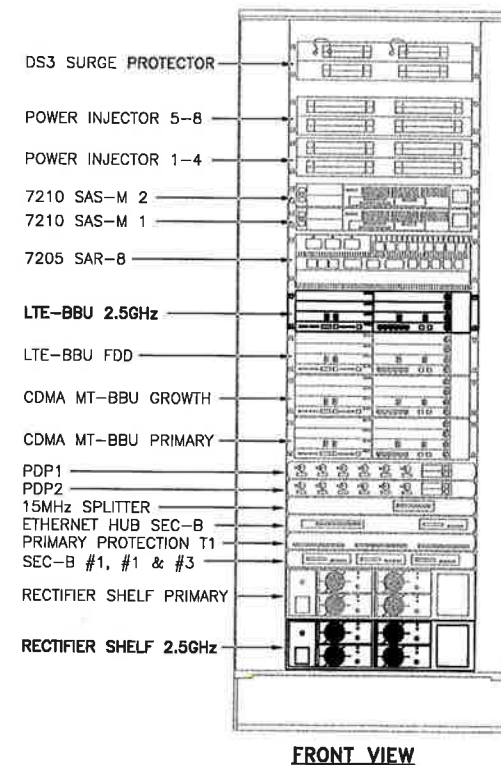 DS3 SURGE PROTECTOR
POWER INJECTOR 5-8
POWER INJECTOR 1-4
7210 SAS-M 2
7210 SAS-M 1
7205 SAR-8
LTE-BBU 2.5GHz
LTE-BBU FDD
CDMA MT-BBU GROWTH
CDMA MT-BBU PRIMARY
PDP1
PDP2
15MHz SPLITTER
ETHERNET HUB SEC-B
PRIMARY PROTECTION T1
SEC-B #1, #1 & #3
RECTIFIER SHELF PRIMARY
RECTIFIER SHELF 2.5GHz
FRONT VIEW